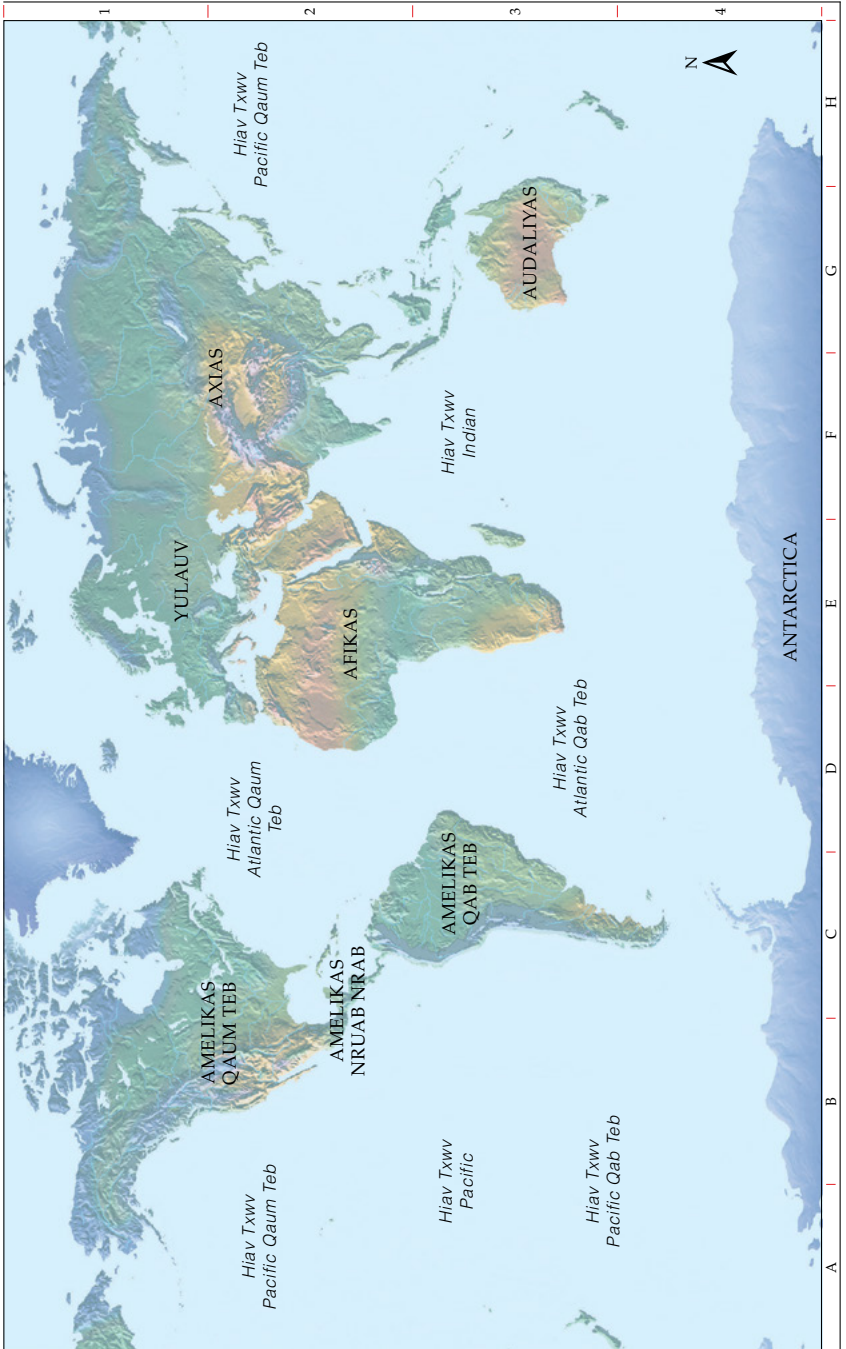 1
2
3
4
A
B
C
D
E
F
G
H
N
YULAUV
AXIAS
AMELIKAS
QAUM TEB
Hiav Txwv
Pacific Qaum Teb
Hiav Txwv
Atlantic Qaum
Teb
Hiav Txwv
Pacific Qaum Teb
AMELIKAS
NRUAB NRAB
AFIKAS
Hiav Txwv
Pacific
AMELIKAS
QAB TEB
Hiav Txwv
Indian
AUDALIYAS
Hiav Txwv
Pacific Qab Teb
Hiav Txwv
Atlantic Qab Teb
ANTARCTICA